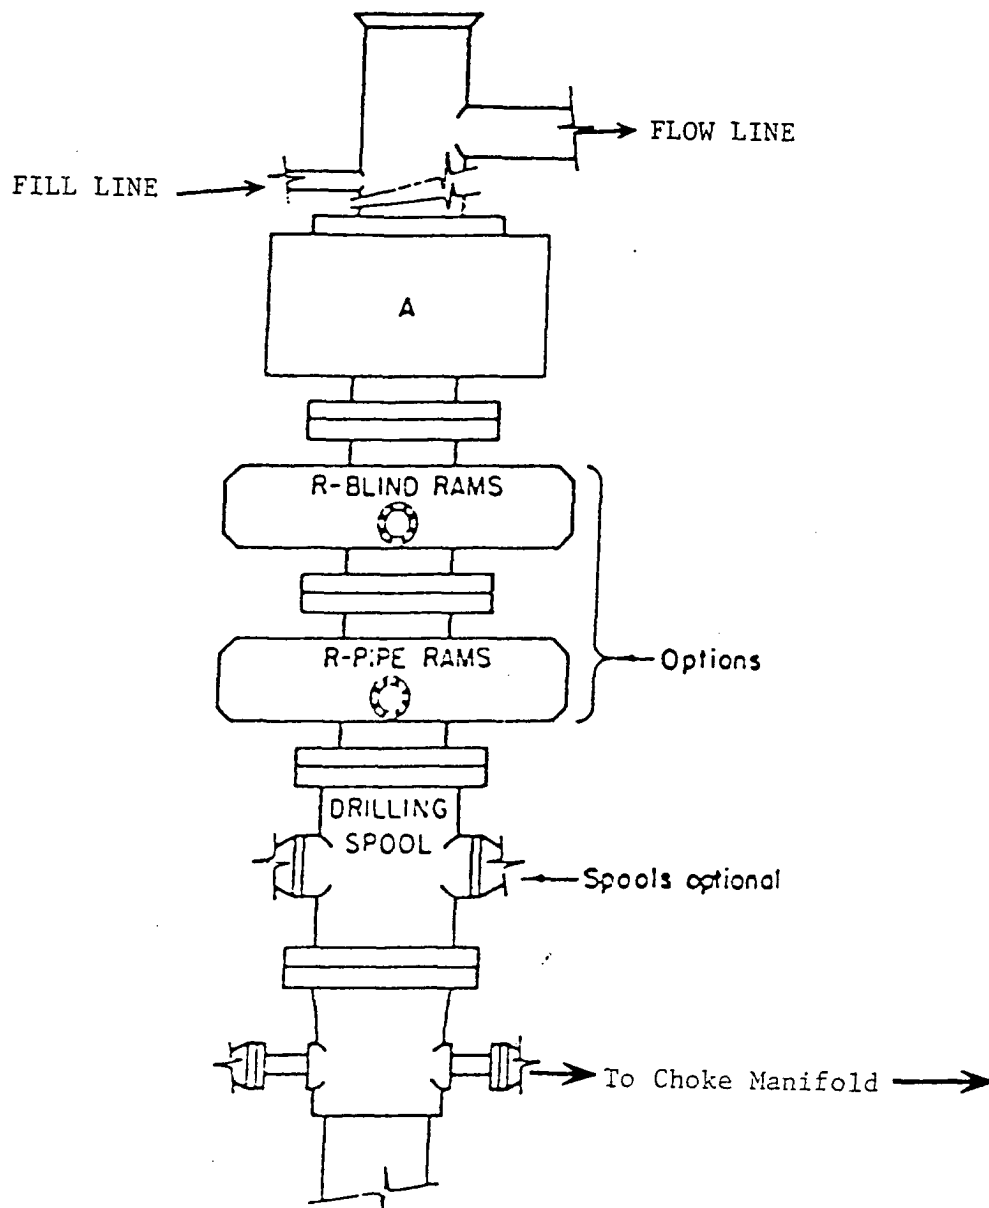 FLOW LINE
FILL LINE
A
R-BLIND RAMS
R-PIPE RAMS
Options
DRILLING
SPOOL
Spools optional
To Choke Manifold